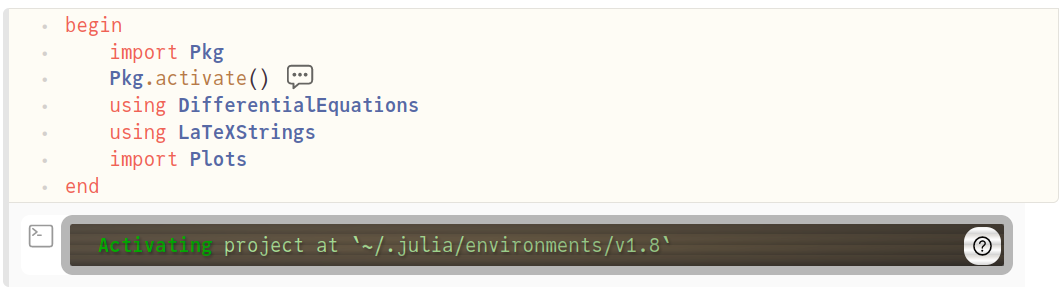 begin
import Pkg
Pkg.activate()
using DifferentialEquations
using LaTeXStrings
import Plots
end
Activating project at `~/.julia/environments/v1.8`